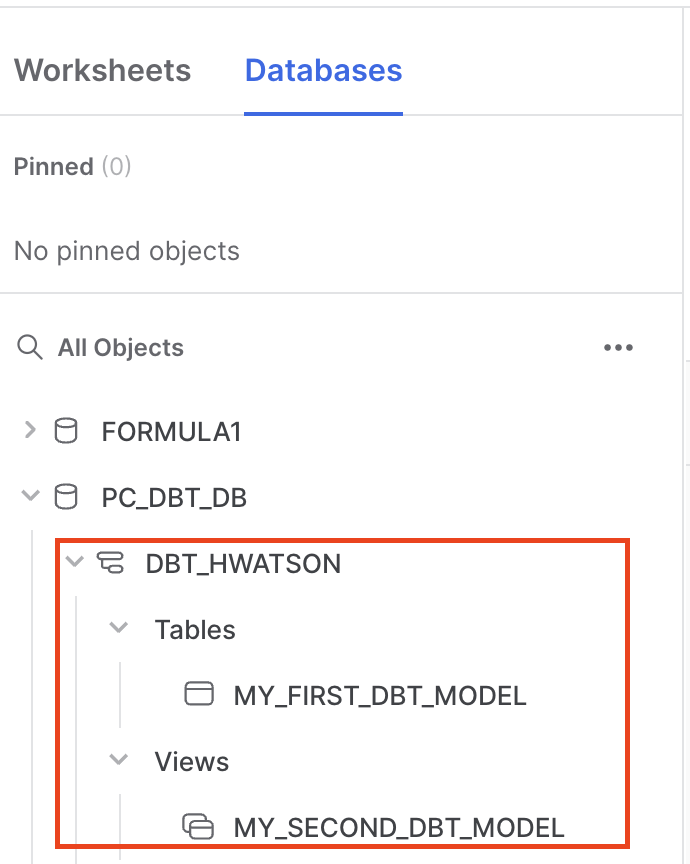 Worksheets Databases
Pinned (0)
No pinned objects
All Objects
FORMULA1
PC_DBT_DB
DBT_HWATSON
Tables
MY_FIRST_DBT_MODEL
Views
MY_SECOND_DBT_MODEL